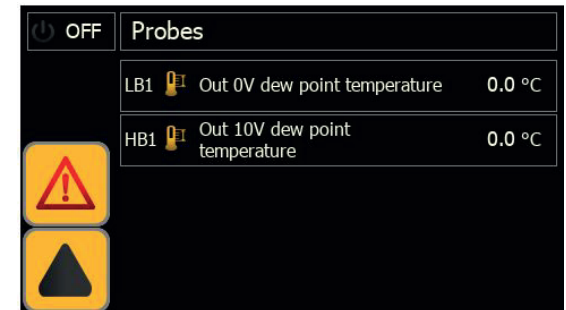 OFF
Probes
LB1 Out 0V dew point temperature 0.0 °C
HB1 Out 10V dew point
temperature 0.0 °C